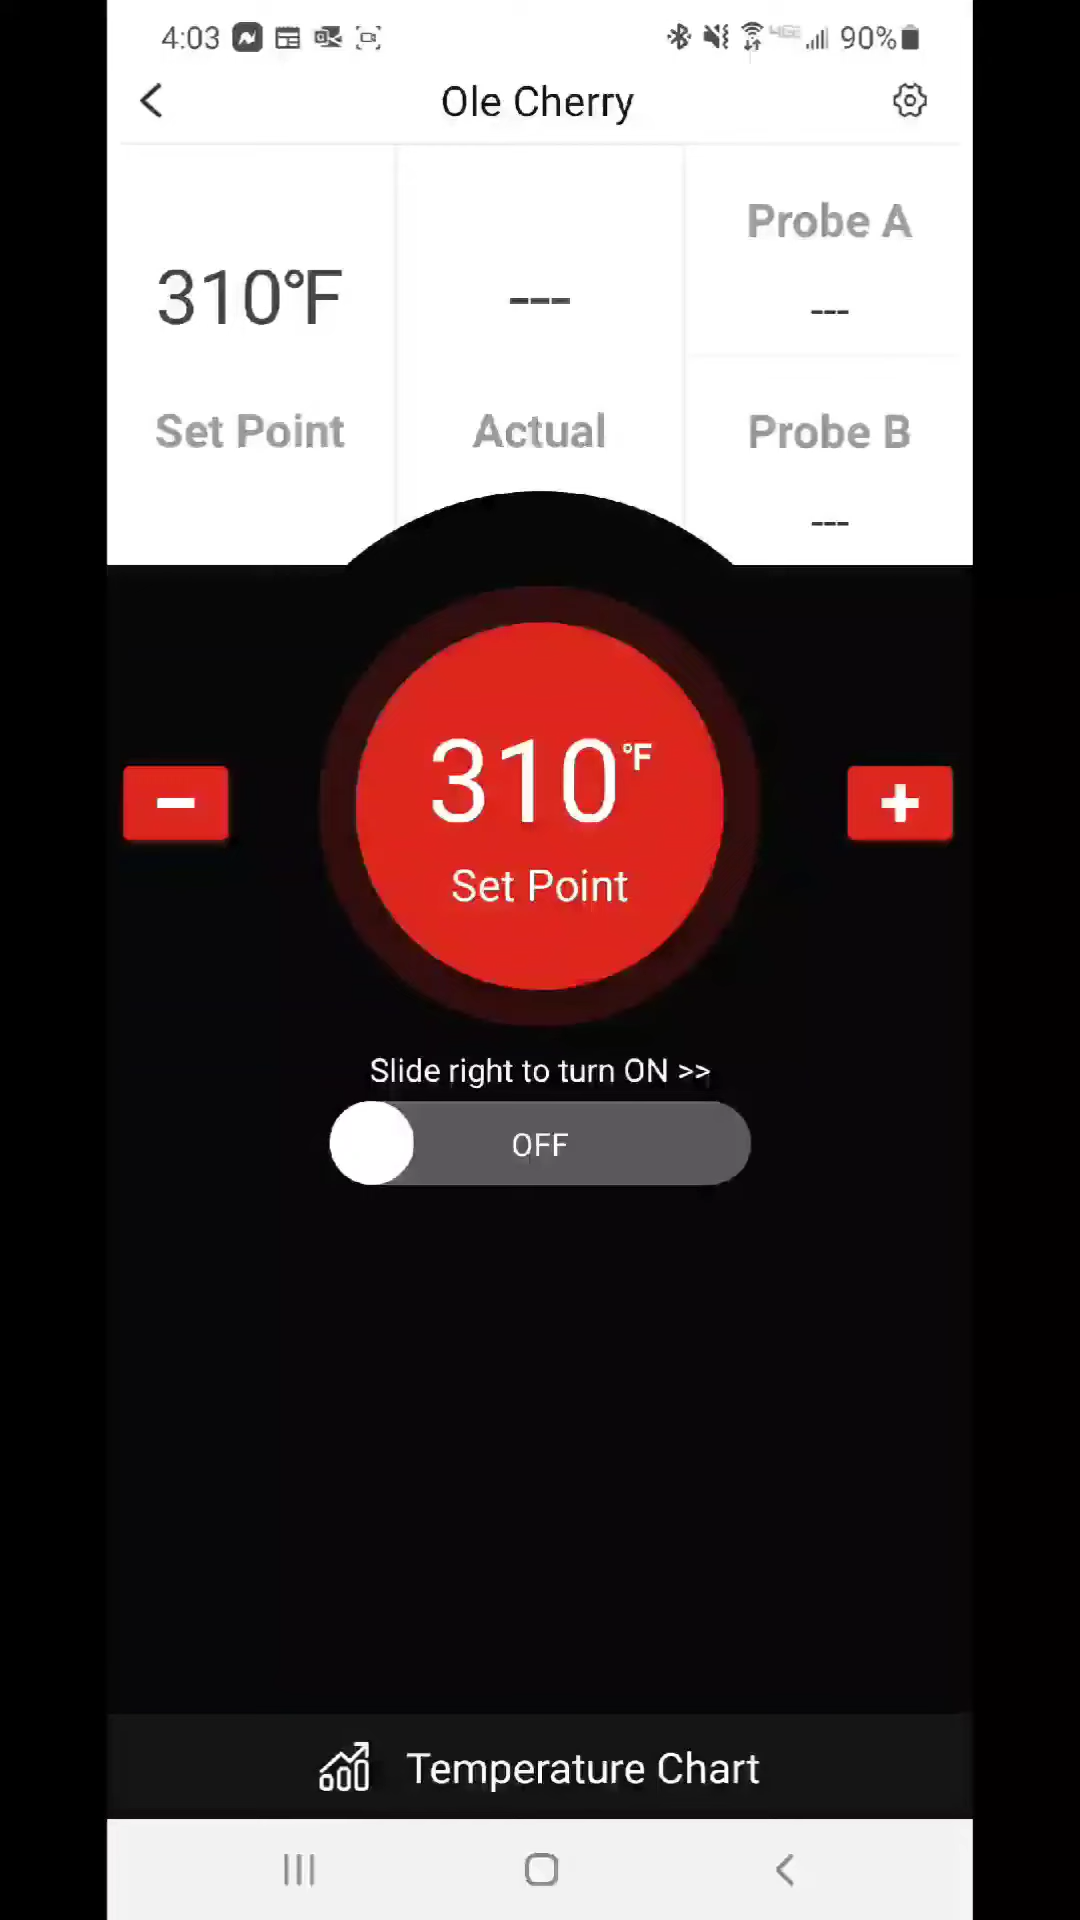 4:03
90%
Ole Cherry
310°F
Set Point
---
Actual
Probe A
---
Probe B
---
310°F
Set Point
Slide right to turn ON >>
OFF
Temperature Chart